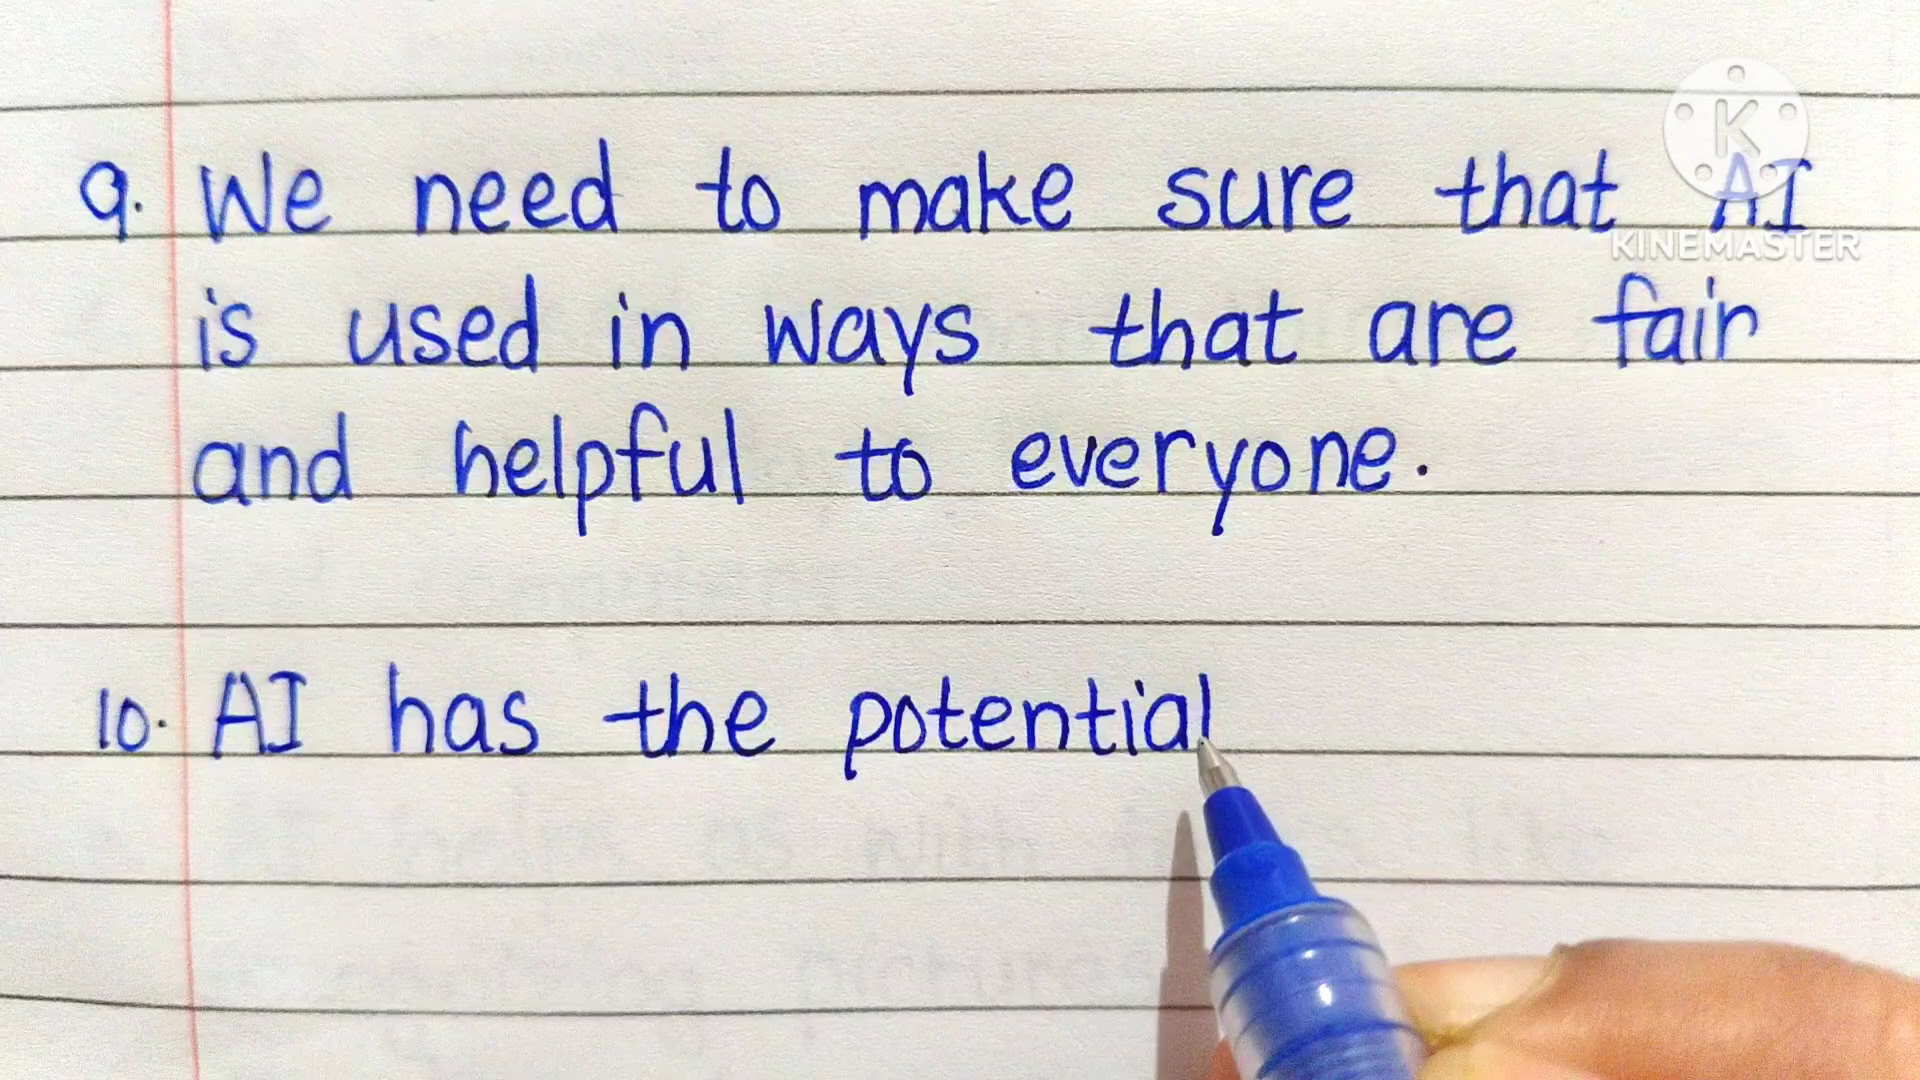 9. We need to make sure that AI
is used in ways that are fair
and helpful to everyone.
10. AI has the potential
K
KINEMASTER